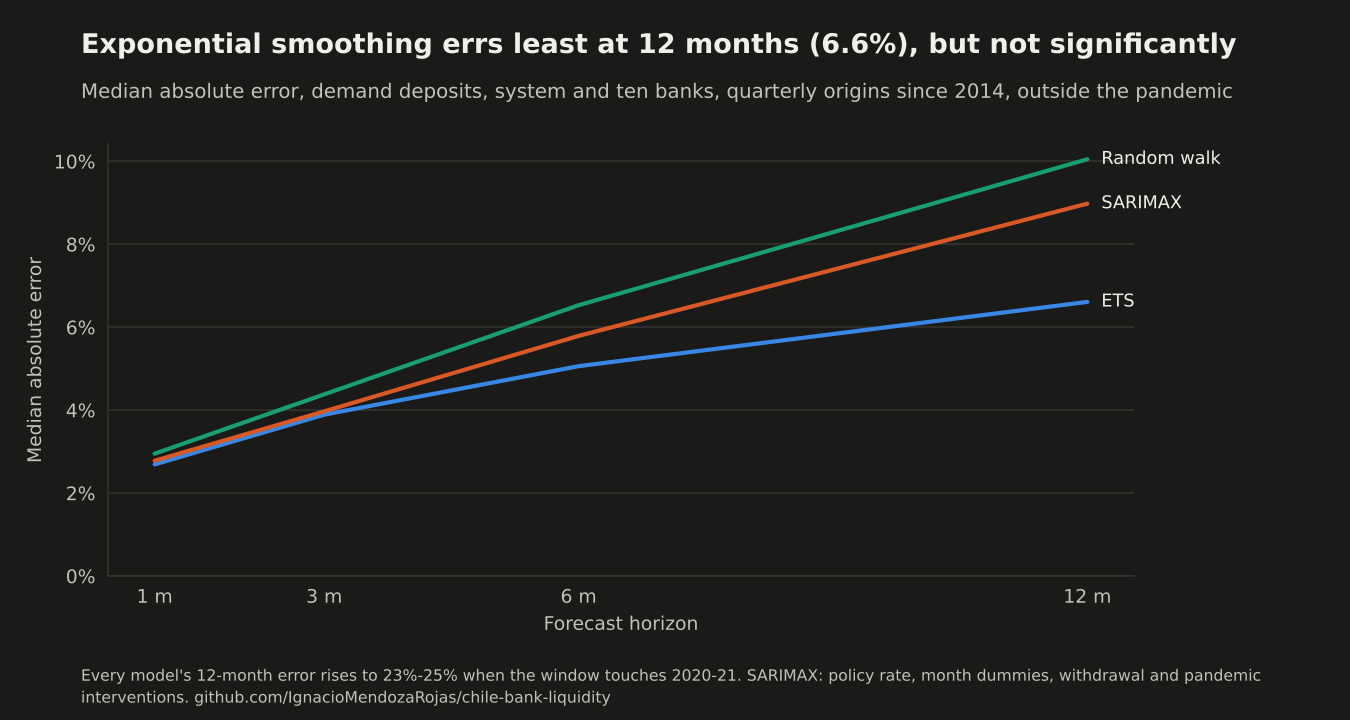 Exponential smoothing errs least at 12 months (6.6%), but not significantly
Median absolute error, demand deposits, system and ten banks, quarterly origins since 2014, outside the pandemic
10%
8%
6%
4%
2%
0%
Median absolute error
Random walk
SARIMAX
ETS
1 m
3 m
6 m
12 m
Forecast horizon
Every model's 12-month error rises to 23%-25% when the window touches 2020-21. SARIMAX: policy rate, month dummies, withdrawal and pandemic
interventions. github.com/IgnacioMendozaRojas/chile-bank-liquidity